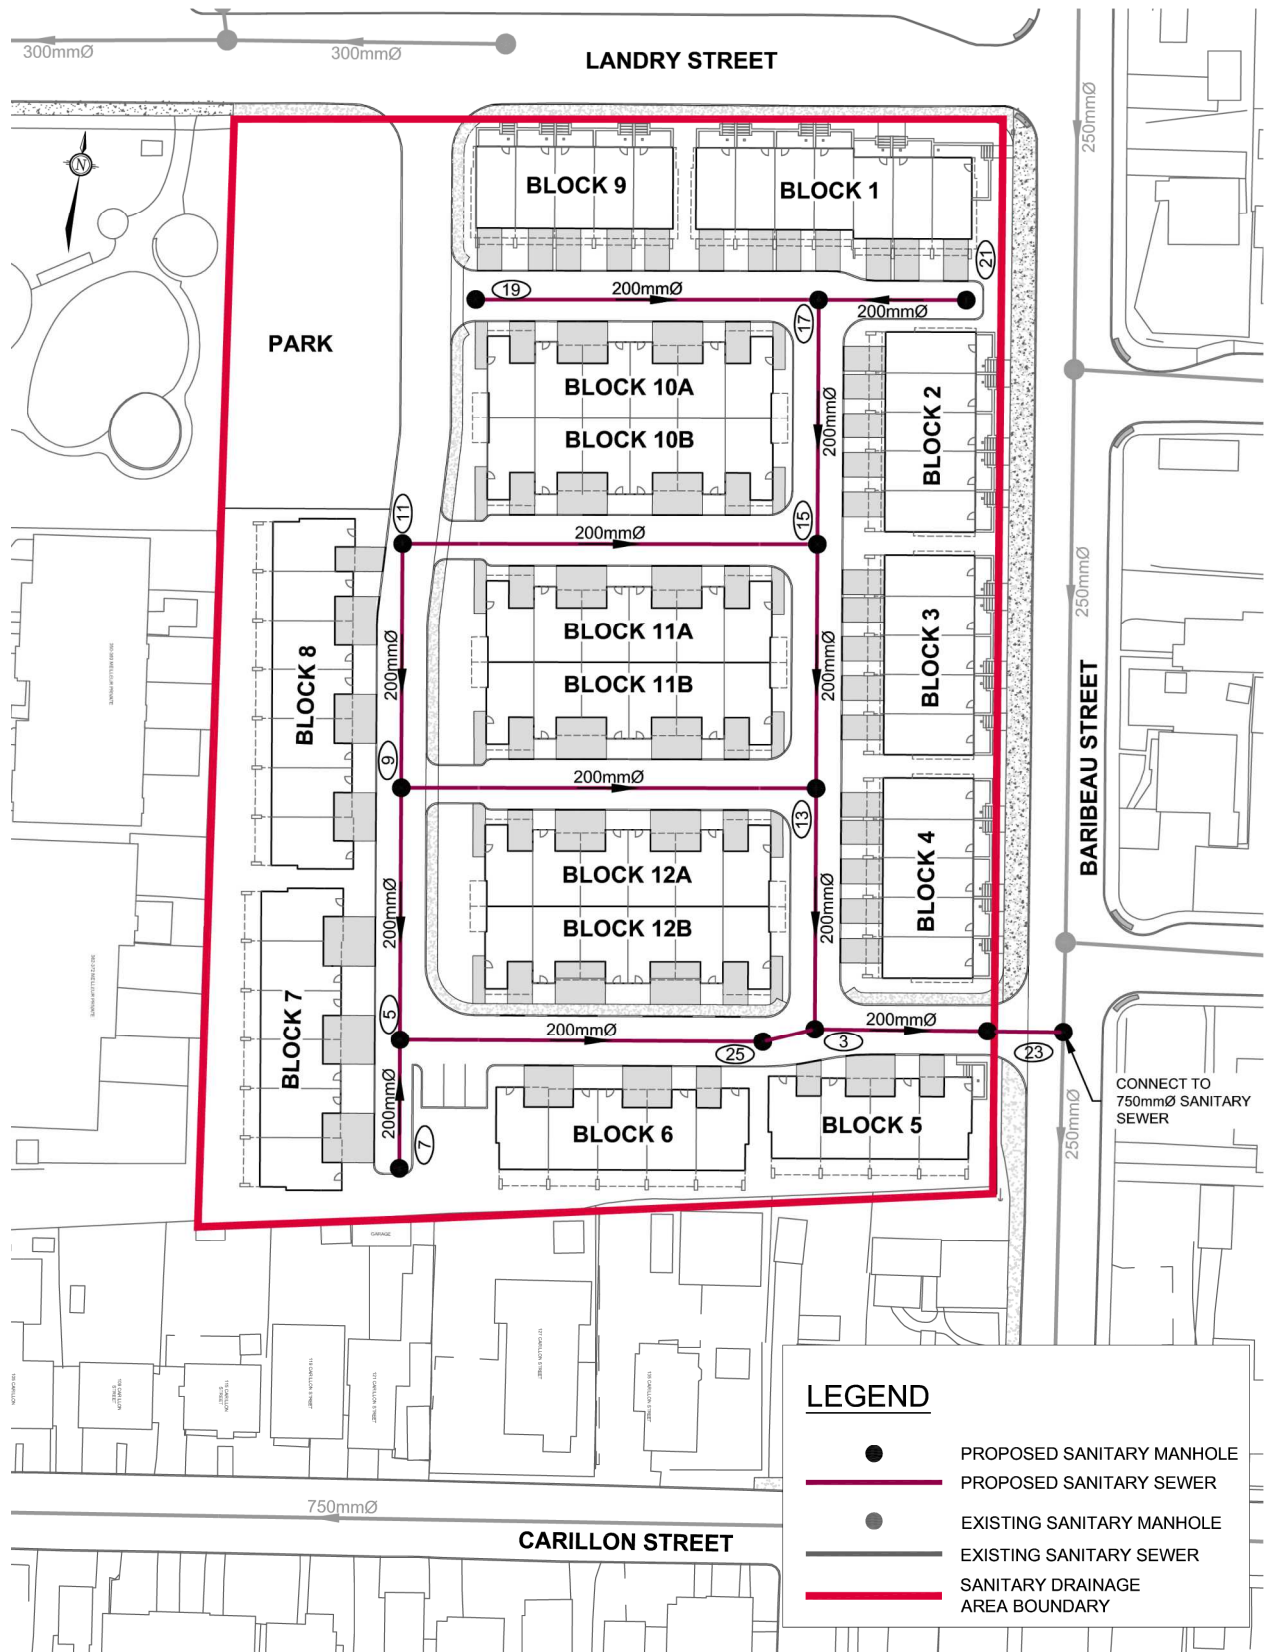 300mmØ
300mmØ
LANDRY STREET
250mmØ
N
BLOCK 9
BLOCK 1
21
19
200mmØ
200mmØ
17
PARK
BLOCK 10A
BLOCK 10B
200mmØ
BLOCK 2
11
15
200mmØ
250mmØ
BLOCK 8
200mmØ
BLOCK 11A
BLOCK 11B
200mmØ
BLOCK 3
BARIBEAU STREET
9
200mmØ
13
BLOCK 12A
BLOCK 12B
200mmØ
200mmØ
BLOCK 4
BLOCK 7
5
200mmØ
25
3
200mmØ
23
CONNECT TO
750mmØ SANITARY
SEWER
200mmØ
7
BLOCK 6
BLOCK 5
250mmØ
GARAGE
LEGEND
PROPOSED SANITARY MANHOLE
PROPOSED SANITARY SEWER
EXISTING SANITARY MANHOLE
EXISTING SANITARY SEWER
SANITARY DRAINAGE
AREA BOUNDARY
750mmØ
CARILLON STREET